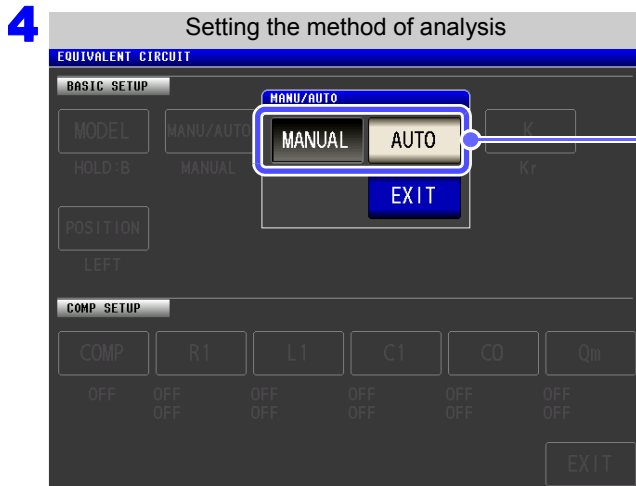 4
Setting the method of analysis
EQUIVALENT CIRCUIT
BASIC SETUP
MANU/AUTO
MODEL
MANU/AUTO
MANUAL
AUTO
K
HOLD:B
MANUAL
EXIT
Kr
POSITION
LEFT
COMP SETUP
COMP
R1
L1
C1
C0
Qm
OFF
OFF
OFF
OFF
OFF
OFF
OFF
OFF
OFF
OFF
OFF
EXIT